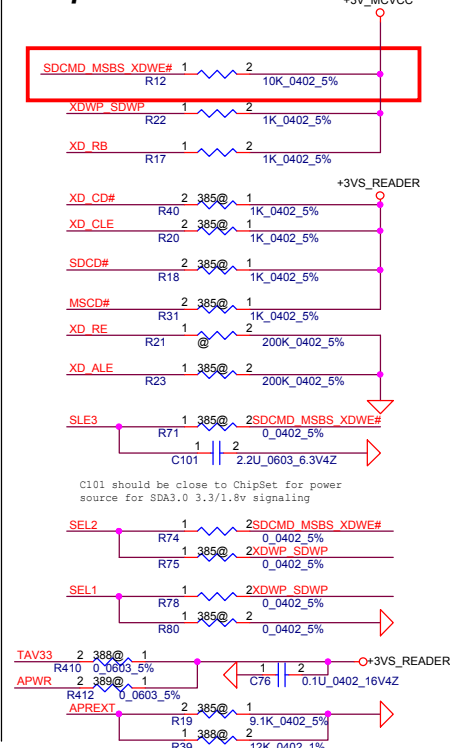 +3V_MCVCC
SDCMD_MSBS_XDWE# 1 2
R12 10K_0402_5%
XDWP_SDWP 1 2
R22 1K_0402_5%
XD_RB 1 2
R17 1K_0402_5%
+3VS_READER
XD_CD# 2 385@ 1
R40 1K_0402_5%
XD_CLE 2 385@ 1
R20 1K_0402_5%
SDCD# 2 385@ 1
R18 1K_0402_5%
MSCD# 2 385@ 1
R31 1K_0402_5%
XD_RE 1 2
R21 @ 200K_0402_5%
XD_ALE 1 385@ 2
R23 200K_0402_5%
SLE3 1 385@ 2SDCMD_MSBS_XDWE#
R71 0_0402_5%
1 2
C101 2.2U_0603_6.3V4Z
C101 should be close to ChipSet for power
source for SDA3.0 3.3/1.8v signaling
SEL2 1 2SDCMD_MSBS_XDWE#
R74 0_0402_5%
1 385@ 2XDWP_SDWP
R75 0_0402_5%
SEL1 1 2XDWP_SDWP
R78 0_0402_5%
1 385@ 2
R80 0_0402_5%
TAV33 2 388@ 1 +3VS_READER
R410 0_0603_5% 1 2
APWR 2 389@ 1 C76 0.1U_0402_16V4Z
R412 0_0603_5%
APREXT 2 385@ 1
R19 9.1K_0402_5%
1 388@ 2
R39 12K_0402_1%